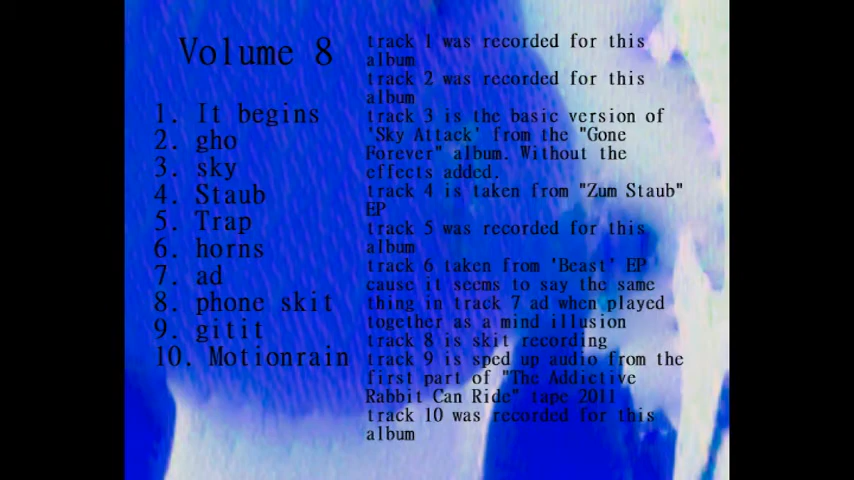 Volume 8
1. It begins
2. gho
3. sky
4. Staub
5. Trap
6. horns
7. ad
8. phone skit
9. gitit
10. Motionrain
track 1 was recorded for this
album
track 2 was recorded for this
album
track 3 is the basic version of
'Sky Attack' from the "Gone
Forever" album. Without the
effects added.
track 4 is taken from "Zum Staub"
EP
track 5 was recorded for this
album
track 6 taken from 'Beast' EP
cause it seems to say the same
thing in track 7 ad when played
together as a mind illusion
track 8 is skit recording
track 9 is sped up audio from the
first part of "The Addictive
Rabbit Can Ride" tape 2011
track 10 was recorded for this
album